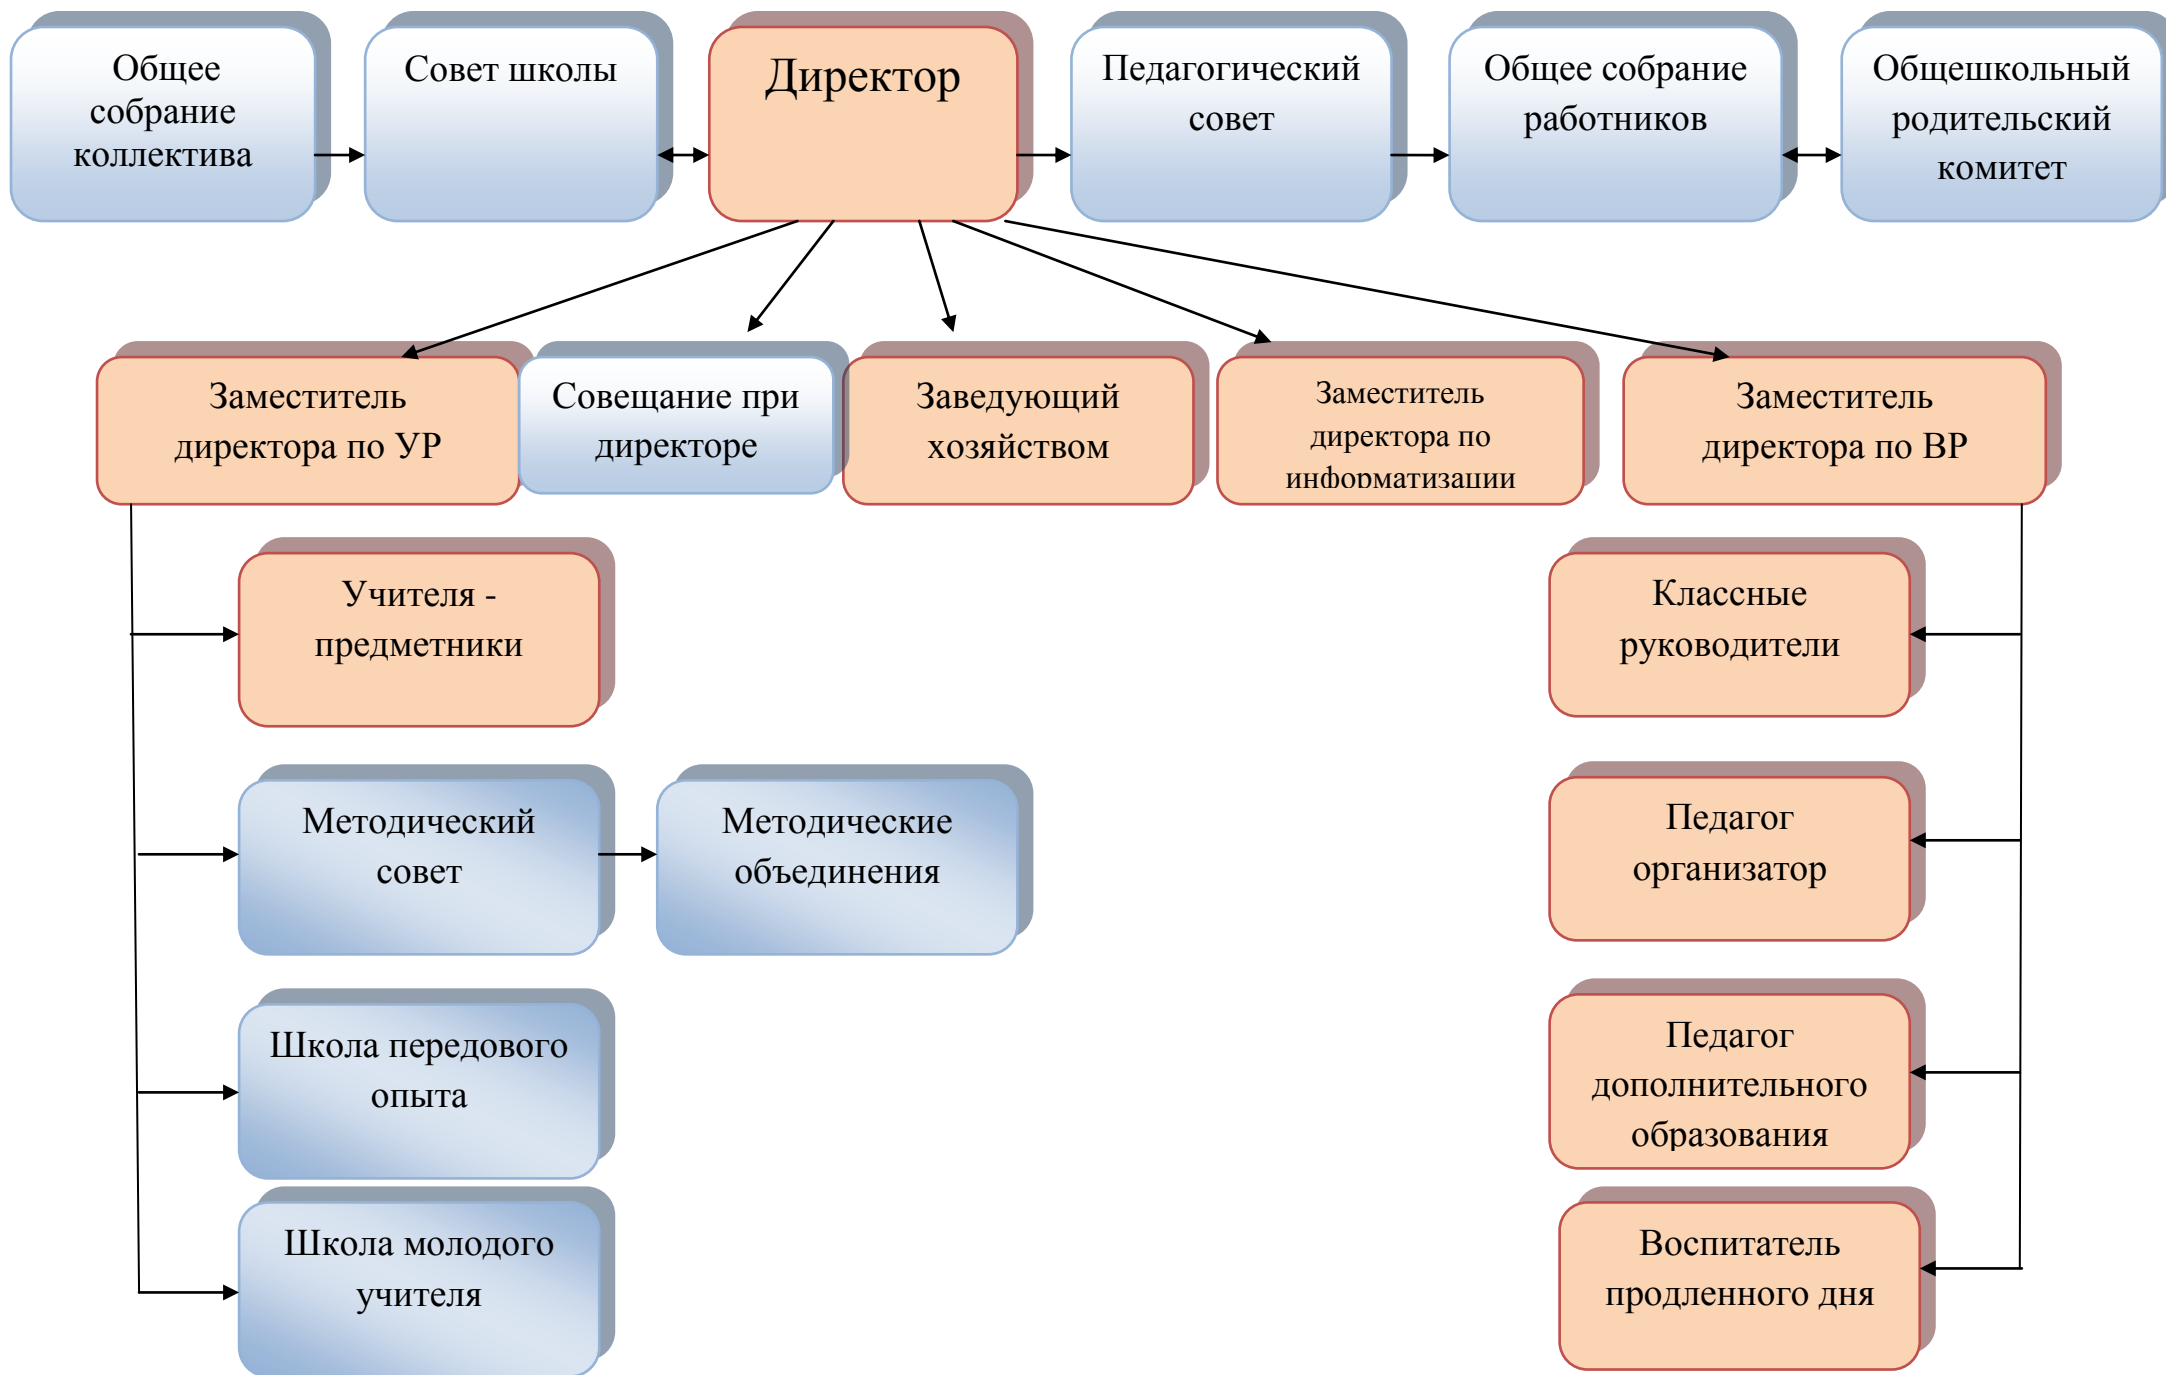 Общее
собрание
коллектива
Совет школы
Директор
Педагогический
совет
Общее собрание
работников
Общешкольный
родительский
комитет
Заместитель
директора по УР
Совещание при
директоре
Заведующий
хозяйством
Заместитель
директора по
информатизации
Заместитель
директора по ВР
Учителя -
предметники
Методический
совет
Методические
объединения
Школа передового
опыта
Школа молодого
учителя
Классные
руководители
Педагог
организатор
Педагог
дополнительного
образования
Воспитатель
продленного дня